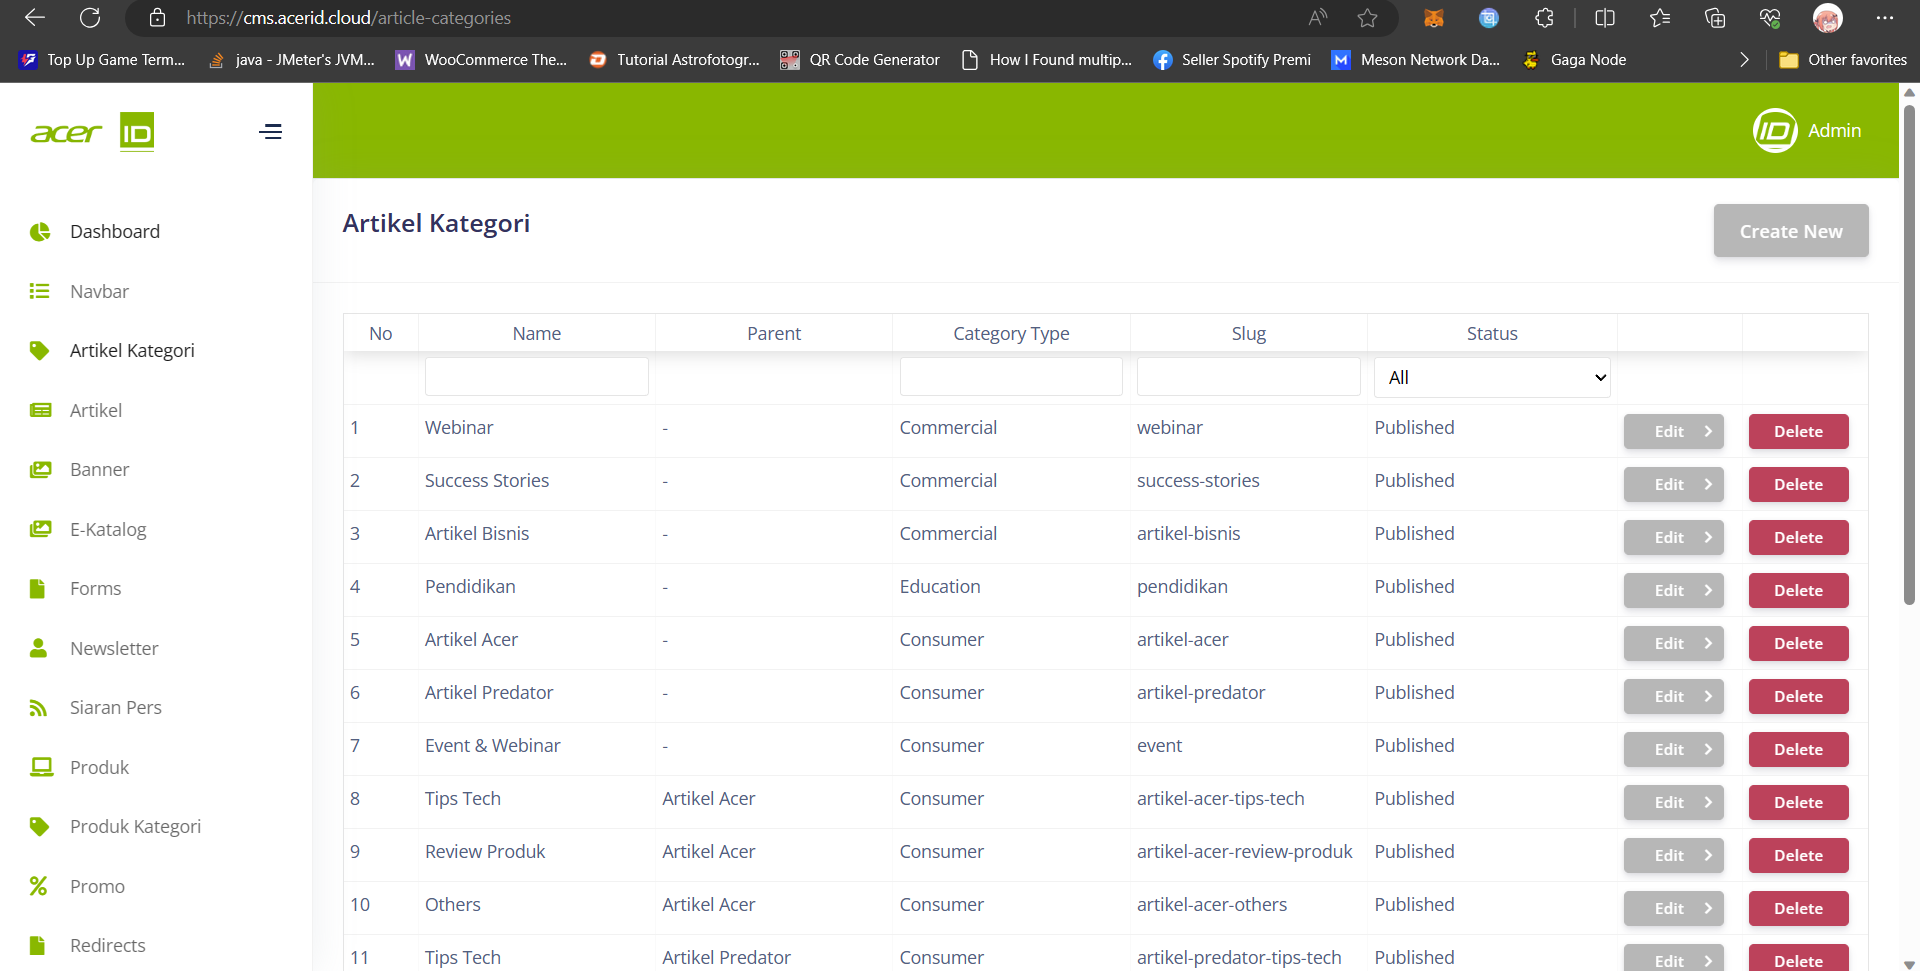 https://cms.acerid.cloud/article-categories
Top Up Game Term...
java - JMeter's JVM...
WooCommerce The...
Tutorial Astrofotogr...
QR Code Generator
How I Found multip...
Seller Spotify Premi
Meson Network Da...
Gaga Node
Other favorites
acer ID
Admin
Dashboard
Navbar
Artikel Kategori
Artikel
Banner
E-Katalog
Forms
Newsletter
Siaran Pers
Produk
Produk Kategori
Promo
Redirects
Artikel Kategori
Create New
No Name Parent Category Type Slug Status
All
1 Webinar - Commercial webinar Published Edit Delete
2 Success Stories - Commercial success-stories Published Edit Delete
3 Artikel Bisnis - Commercial artikel-bisnis Published Edit Delete
4 Pendidikan - Education pendidikan Published Edit Delete
5 Artikel Acer - Consumer artikel-acer Published Edit Delete
6 Artikel Predator - Consumer artikel-predator Published Edit Delete
7 Event & Webinar - Consumer event Published Edit Delete
8 Tips Tech Artikel Acer Consumer artikel-acer-tips-tech Published Edit Delete
9 Review Produk Artikel Acer Consumer artikel-acer-review-produk Published Edit Delete
10 Others Artikel Acer Consumer artikel-acer-others Published Edit Delete
11 Tips Tech Artikel Predator Consumer artikel-predator-tips-tech Published Edit Delete